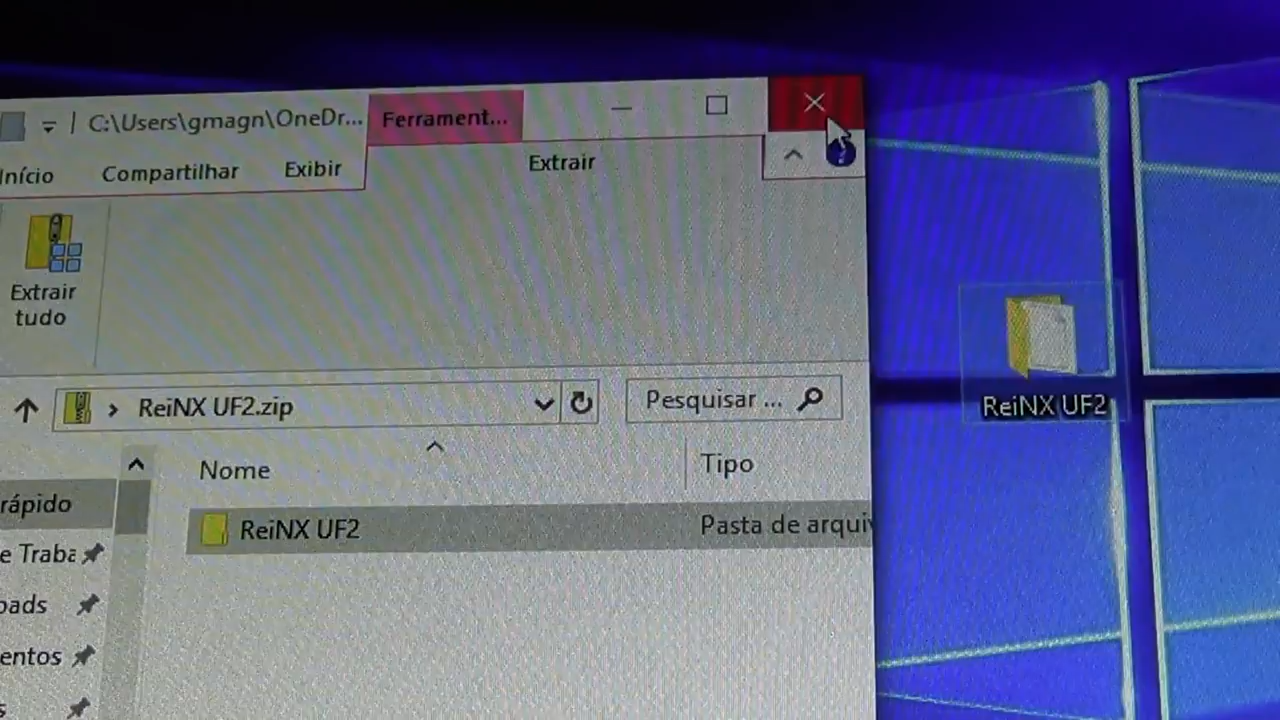 C:\Users\gmagn\OneDr...
Ferrament...
Início
Compartilhar
Exibir
Extrair
Extrair
tudo
ReiNX UF2.zip
Pesquisar ...
ReiNX UF2
Nome
Tipo
rápido
ReiNX UF2
Pasta de arquiv
e Traba
oads
entos
s